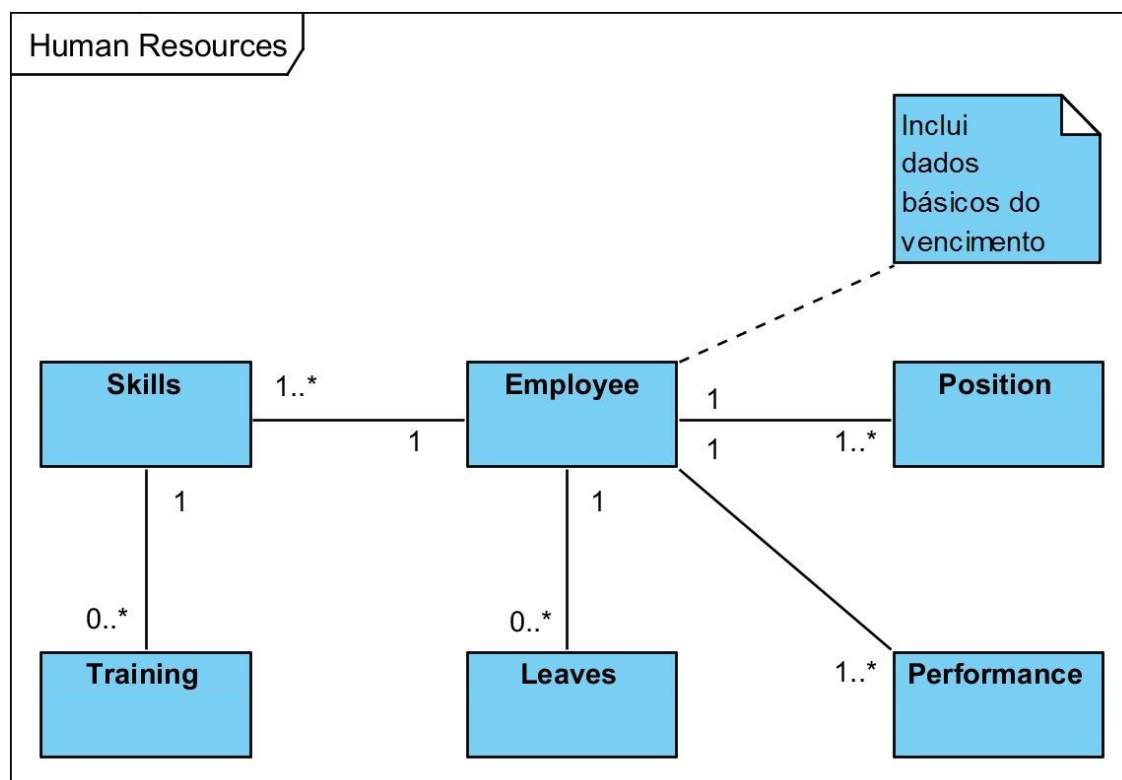 Human Resources
Inclui
dados
básicos do
vencimento
Skills
1..*
1
Employee
1
1
1..*
Position
1
0..*
Training
1
0..*
Leaves
1..*
Performance